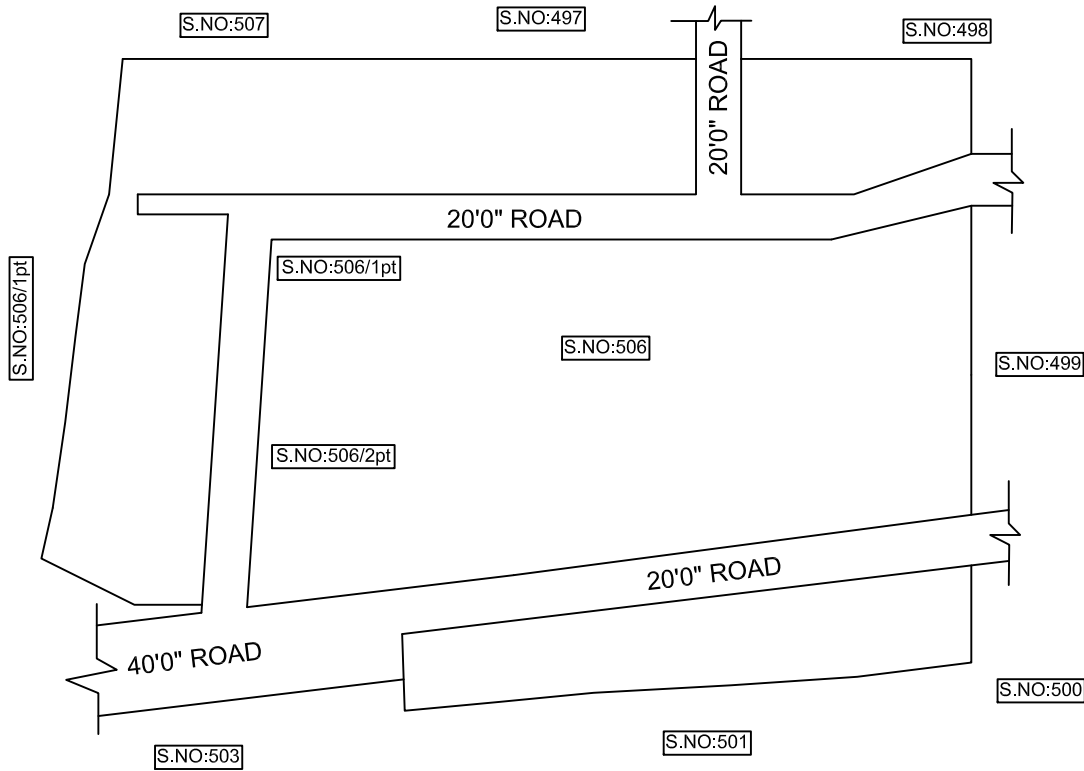 S.NO:507
S.NO:497
S.NO:498
20'0" ROAD
20'0" ROAD
S.NO:506/1pt
S.NO:506/1pt
S.NO:506
S.NO:499
S.NO:506/2pt
20'0" ROAD
40'0" ROAD
S.NO:500
S.NO:501
S.NO:503